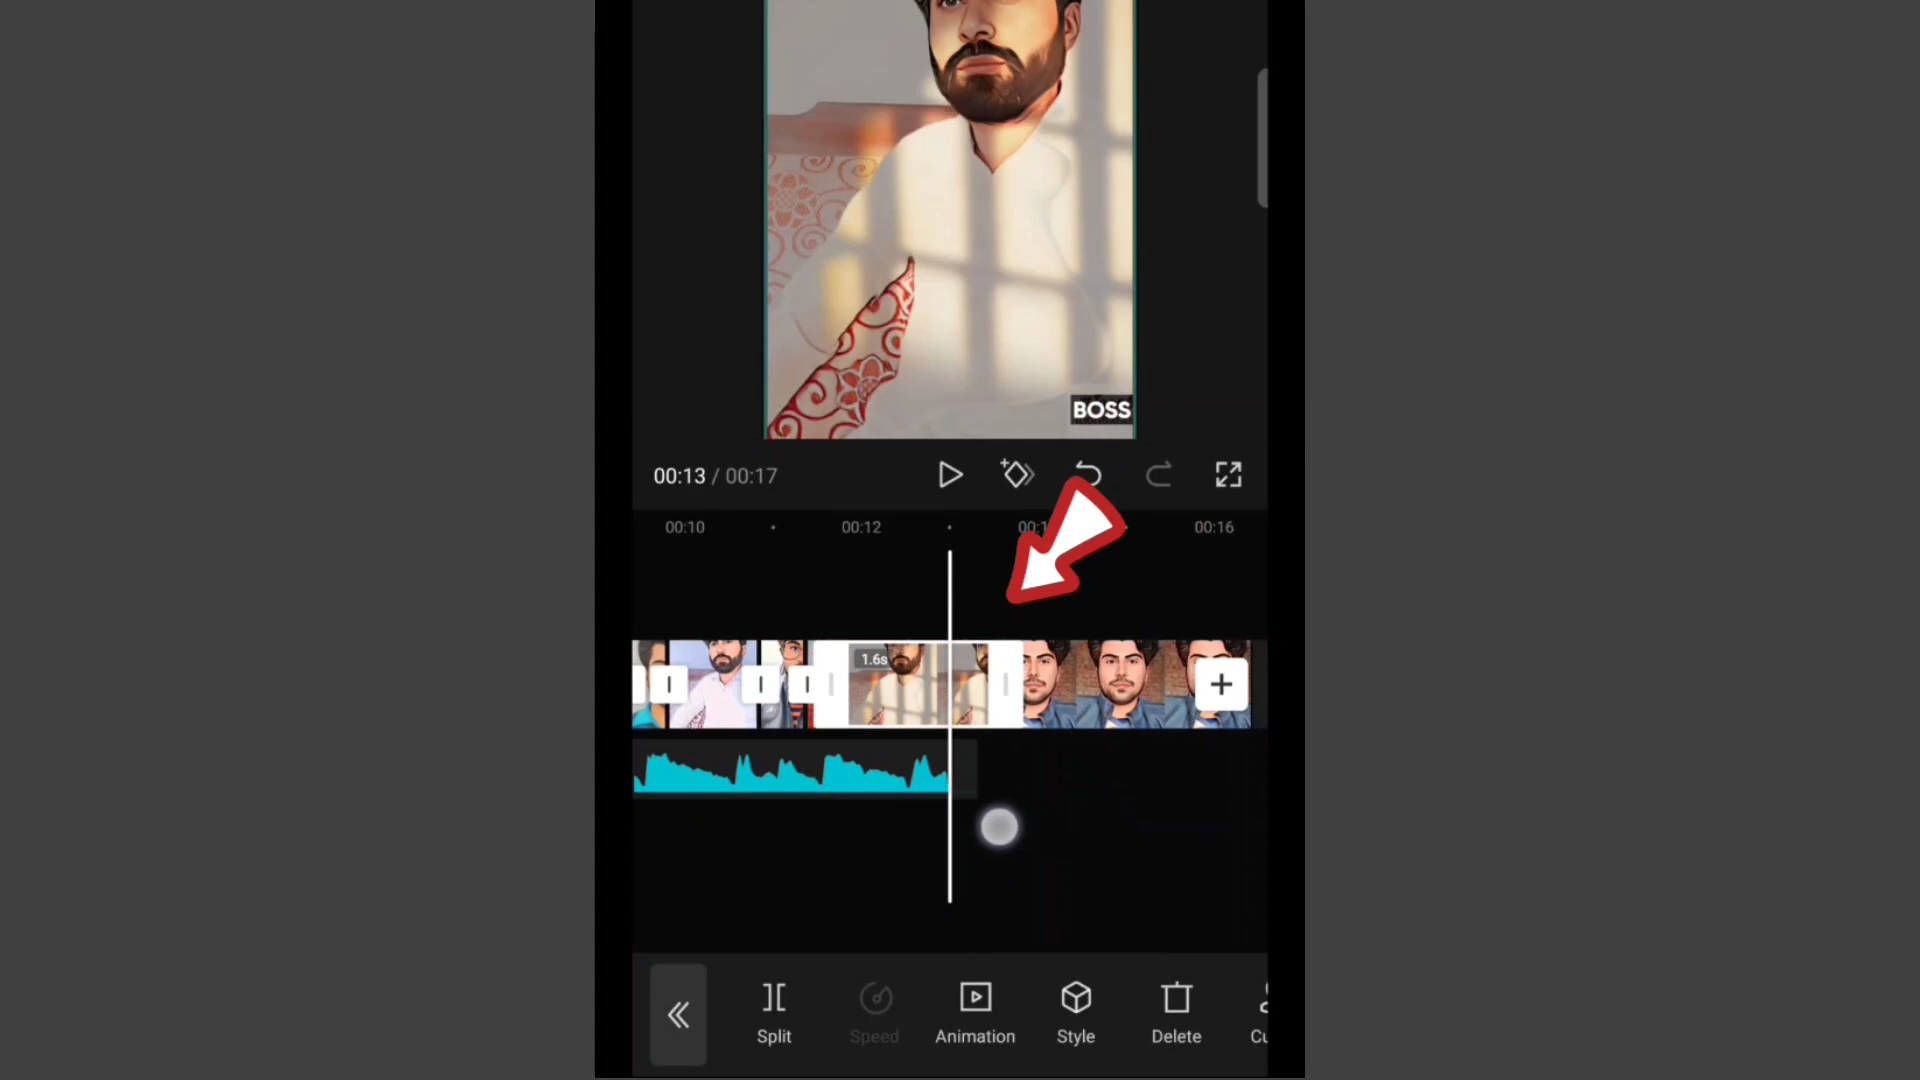 BOSS
00:13 / 00:17
00:10
00:12
00:16
1.6s
Split
Speed
Animation
Style
Delete